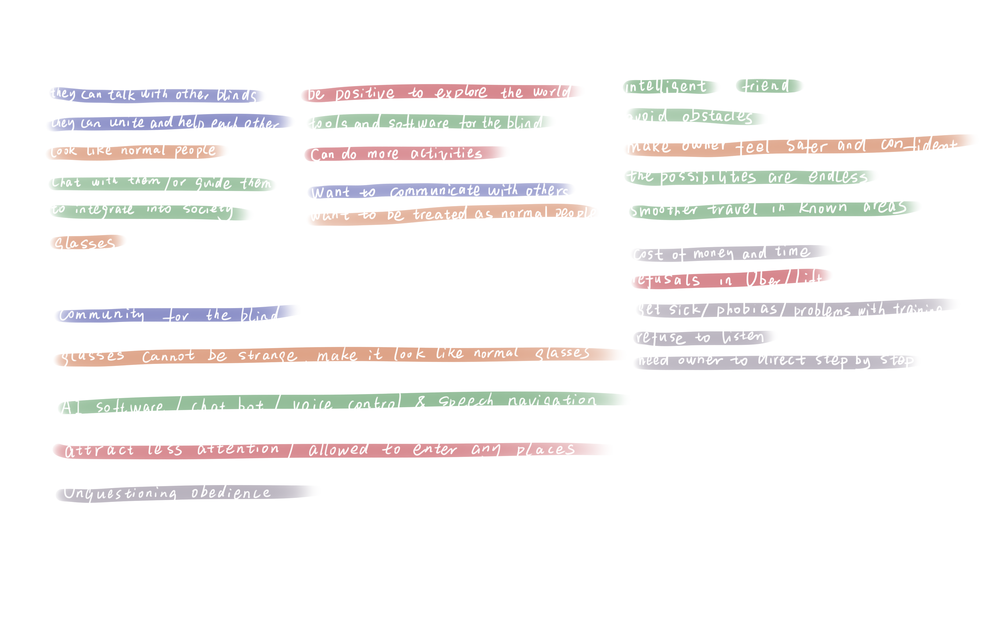 they can talk with other blinds
they can unite and help each other
look like normal people
chat with them/or guide them
to integrate into society
glasses
be positive to explore the world
tools and software for the blind
Can do more activities
Want to communicate with others
want to be treated as normal people
intelligent friend
avoid obstacles
make owner feel safer and confident
the possibilities are endless
smoother travel in known areas
cost of money and time
refusals in Uber/lift
get sick/phobias/problems with training
refuse to listen
need owner to direct step by step
Community for the blind
glasses cannot be strange, make it look like normal glasses
AI software/chat bot/voice control & speech navigation
attract less attention/allowed to enter any places
Unquestioning obedience